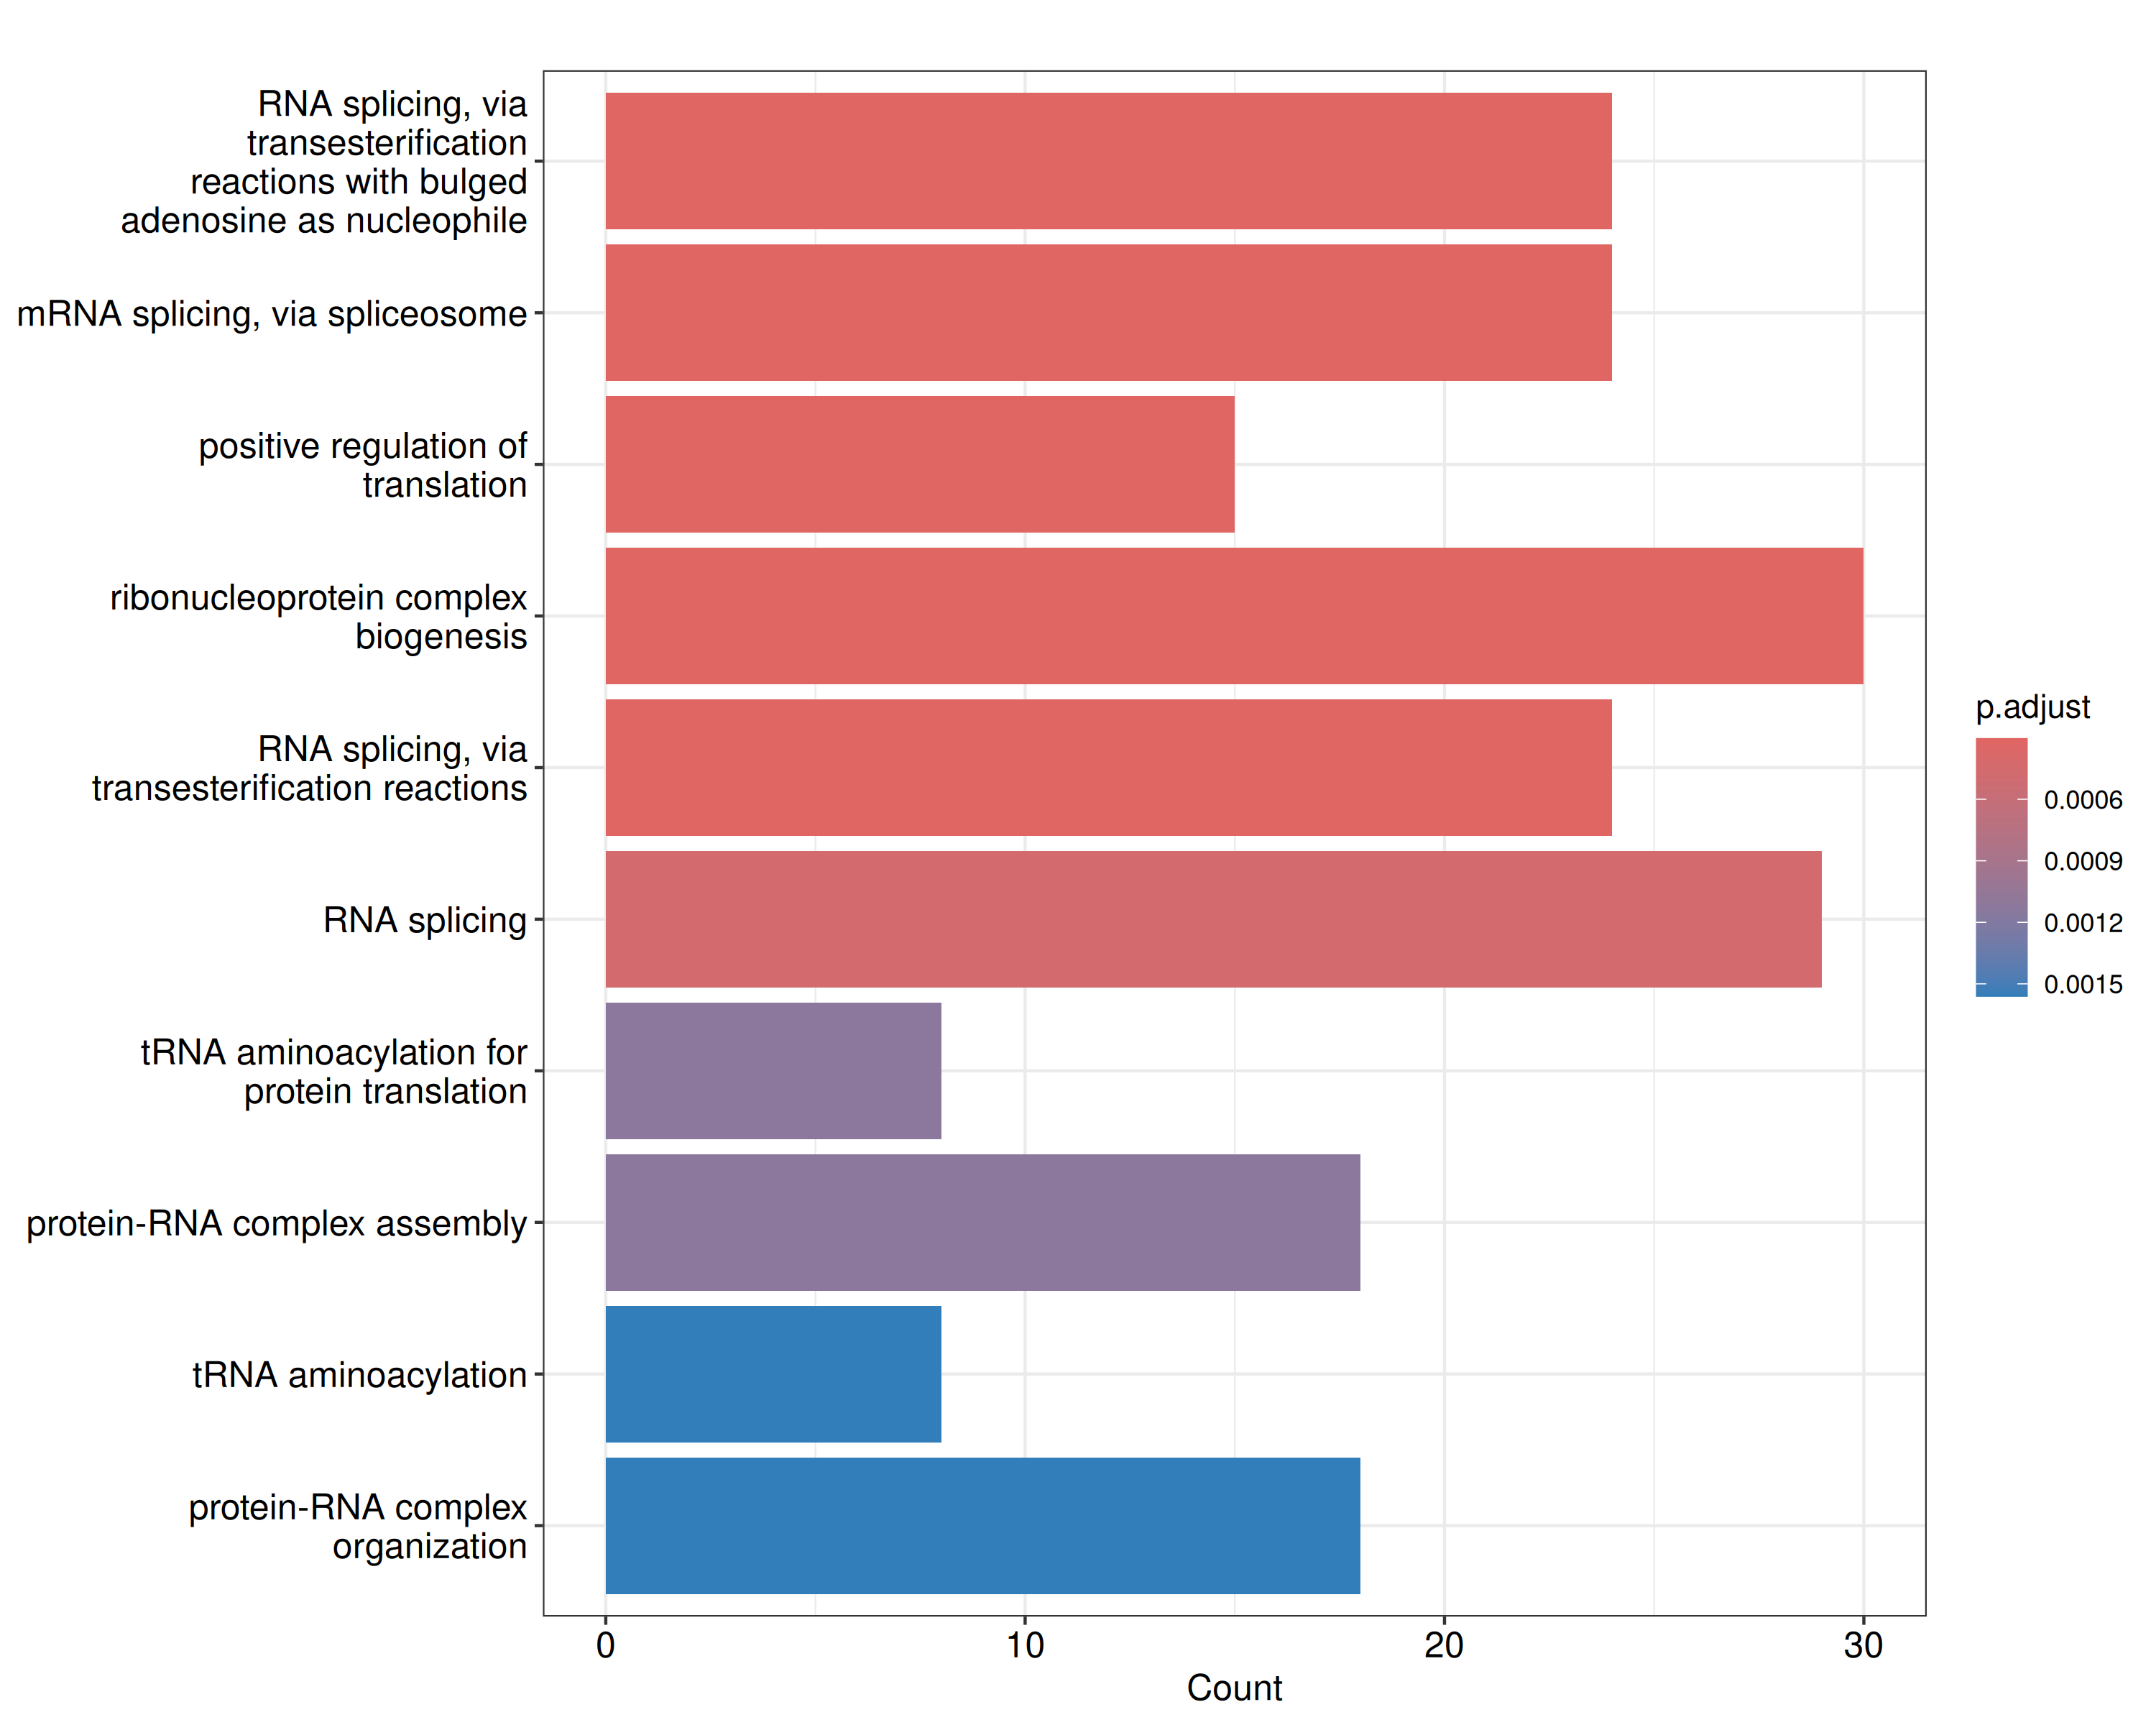 RNA splicing, via
transesterification
reactions with bulged
adenosine as nucleophile
mRNA splicing, via spliceosome
positive regulation of
translation
ribonucleoprotein complex
biogenesis
RNA splicing, via
transesterification reactions
RNA splicing
tRNA aminoacylation for
protein translation
protein-RNA complex assembly
tRNA aminoacylation
protein-RNA complex
organization
0
10
20
30
Count
p.adjust
0.0006
0.0009
0.0012
0.0015